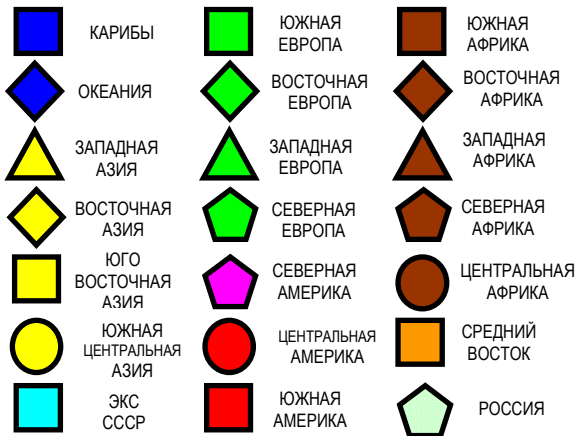 КАРИБЫ
ОКЕАНИЯ
ЗАПАДНАЯ
АЗИЯ
ВОСТОЧНАЯ
АЗИЯ
ЮГО
ВОСТОЧНАЯ
АЗИЯ
ЮЖНАЯ
ЦЕНТРАЛЬНАЯ
АЗИЯ
ЭКС
СССР
ЮЖНАЯ
ЕВРОПА
ВОСТОЧНАЯ
ЕВРОПА
ЗАПАДНАЯ
ЕВРОПА
СЕВЕРНАЯ
ЕВРОПА
СЕВЕРНАЯ
АМЕРИКА
ЦЕНТРАЛЬНАЯ
АМЕРИКА
ЮЖНАЯ
АМЕРИКА
ЮЖНАЯ
АФРИКА
ВОСТОЧНАЯ
АФРИКА
ЗАПАДНАЯ
АФРИКА
СЕВЕРНАЯ
АФРИКА
ЦЕНТРАЛЬНАЯ
АФРИКА
СРЕДНИЙ
ВОСТОК
РОССИЯ